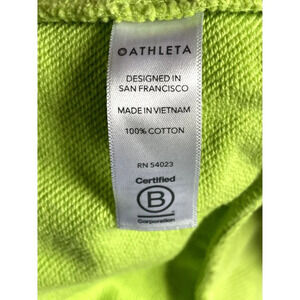 ATHLETA
DESIGNED IN
SAN FRANCISCO
MADE IN VIETNAM
100% COTTON
RN 54023
Certified
B
Corporation